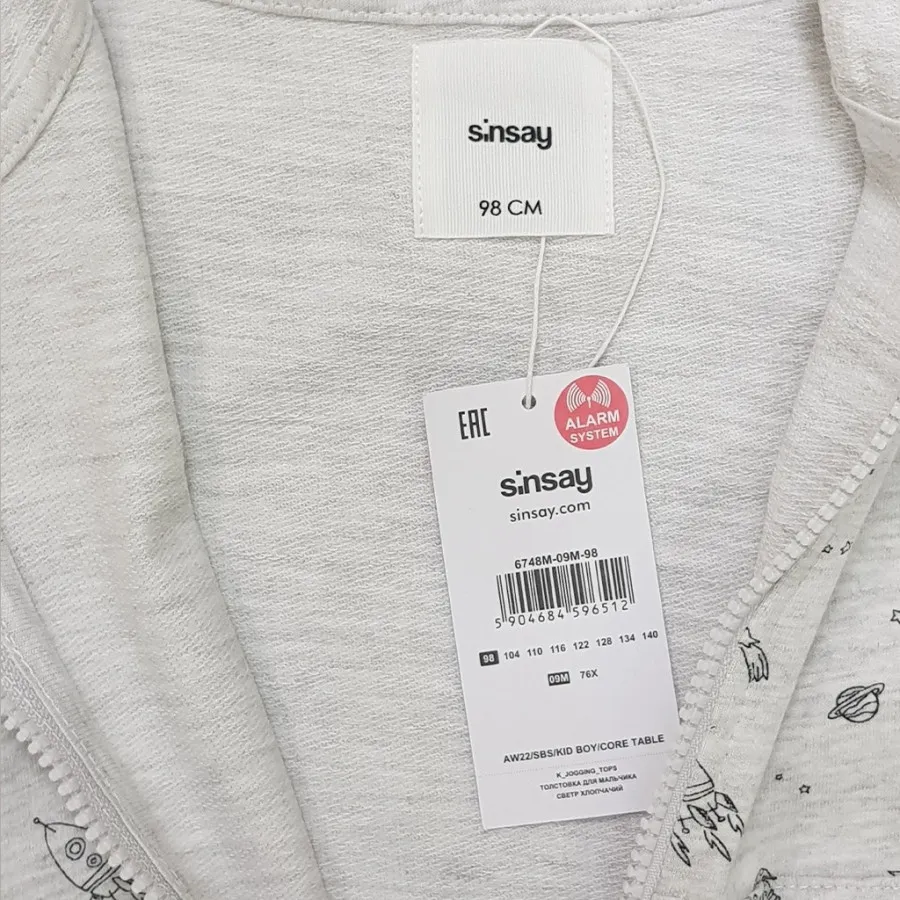 sinsay
98 CM
EAC
ALARM
SYSTEM
sinsay
sinsay.com
6748M-09M-98
5 904684 596512
98 104 110 116 122 128 134 140
09M 76X
AW22/SBS/KID BOY/CORE TABLE
K_JOGGING_TOPS
ТОЛСТОВКА ДЛЯ МАЛЬЧИКА
СВЕТР ХЛОПЧАЧИЙ